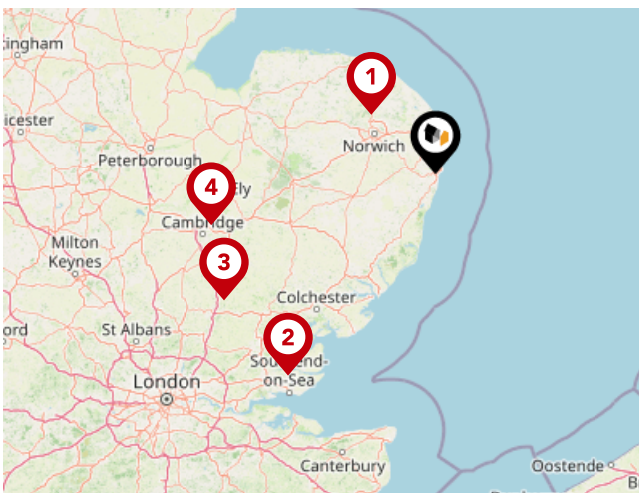 ingham
1
icester
Norwich
Peterborough
4
Ely
Cambridge
Milton
Keynes
3
Colchester
ord
St Albans
2
Southend-
on-Sea
London
Canterbury
Oostende
B